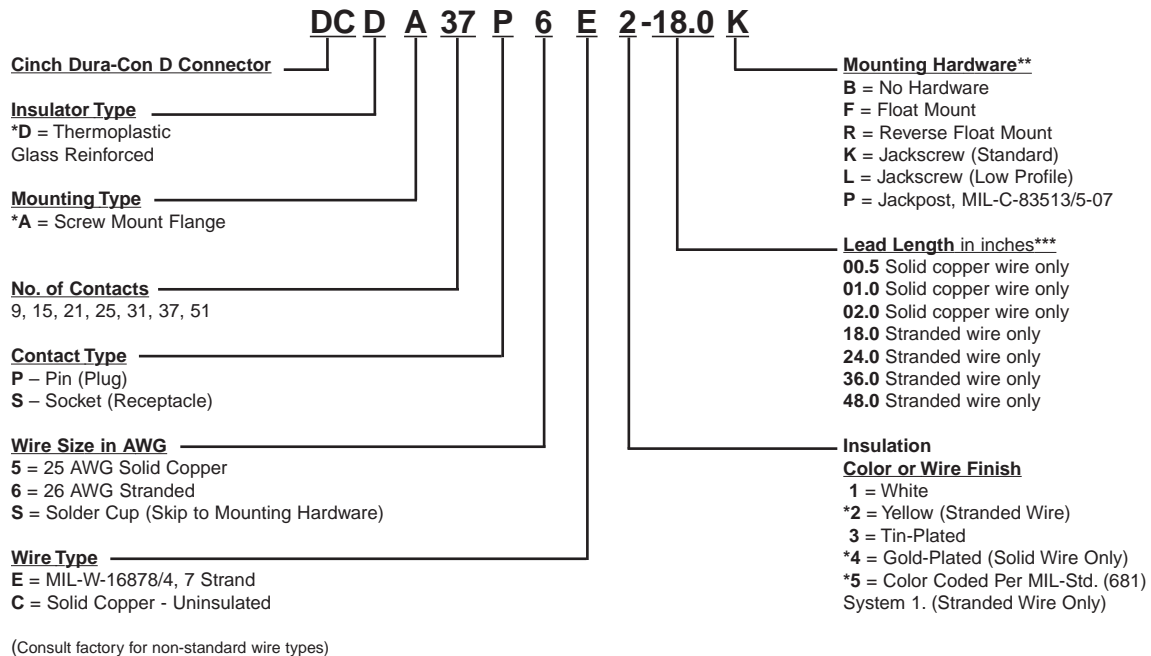 DC D A 37 P 6 E 2 -18.0 K
Cinch Dura-Con D Connector
Insulator Type
*D = Thermoplastic
Glass Reinforced
Mounting Type
*A = Screw Mount Flange
No. of Contacts
9, 15, 21, 25, 31, 37, 51
Contact Type
P – Pin (Plug)
S – Socket (Receptacle)
Wire Size in AWG
5 = 25 AWG Solid Copper
6 = 26 AWG Stranded
S = Solder Cup (Skip to Mounting Hardware)
Wire Type
E = MIL-W-16878/4, 7 Strand
C = Solid Copper - Uninsulated
(Consult factory for non-standard wire types)
Mounting Hardware**
B = No Hardware
F = Float Mount
R = Reverse Float Mount
K = Jackscrew (Standard)
L = Jackscrew (Low Profile)
P = Jackpost, MIL-C-83513/5-07
Lead Length in inches***
00.5 Solid copper wire only
01.0 Solid copper wire only
02.0 Solid copper wire only
18.0 Stranded wire only
24.0 Stranded wire only
36.0 Stranded wire only
48.0 Stranded wire only
Insulation
Color or Wire Finish
1 = White
*2 = Yellow (Stranded Wire)
3 = Tin-Plated
*4 = Gold-Plated (Solid Wire Only)
*5 = Color Coded Per MIL-Std. (681)
System 1. (Stranded Wire Only)